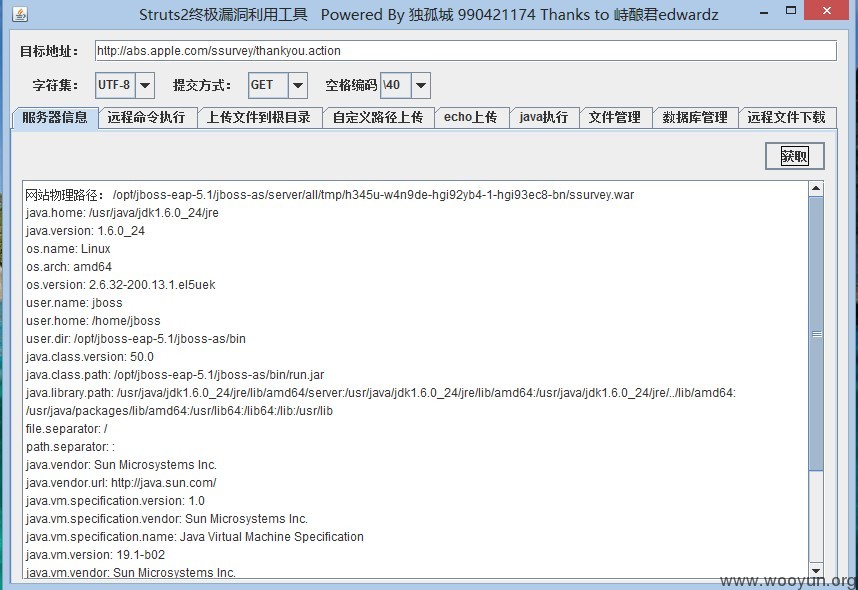 Struts2终极漏洞利用工具 Powered By 独孤城 990421174 Thanks to 峙酿君edwardz
目标地址： http://abs.apple.com/ssurvey/thankyou.action
字符集： UTF-8 提交方式： GET 空格编码 \40
服务器信息 远程命令执行 上传文件到根目录 自定义路径上传 echo上传 java执行 文件管理 数据库管理 远程文件下载
获取
网站物理路径： /opt/jboss-eap-5.1/jboss-as/server/all/tmp/h345u-w4n9de-hgi92yb4-1-hgi93ec8-bn/ssurvey.war
java.home: /usr/java/jdk1.6.0_24/jre
java.version: 1.6.0_24
os.name: Linux
os.arch: amd64
os.version: 2.6.32-200.13.1.el5uek
user.name: jboss
user.home: /home/jboss
user.dir: /opt/jboss-eap-5.1/jboss-as/bin
java.class.version: 50.0
java.class.path: /opt/jboss-eap-5.1/jboss-as/bin/run.jar
java.library.path: /usr/java/jdk1.6.0_24/jre/lib/amd64/server:/usr/java/jdk1.6.0_24/jre/lib/amd64:/usr/java/jdk1.6.0_24/jre/../lib/amd64:
/usr/java/packages/lib/amd64:/usr/lib64:/lib64:/lib:/usr/lib
file.separator: /
path.separator: :
java.vendor: Sun Microsystems Inc.
java.vendor.url: http://java.sun.com/
java.vm.specification.version: 1.0
java.vm.specification.vendor: Sun Microsystems Inc.
java.vm.specification.name: Java Virtual Machine Specification
java.vm.version: 19.1-b02
java.vm.vendor: Sun Microsystems Inc.
www.wooyun.org